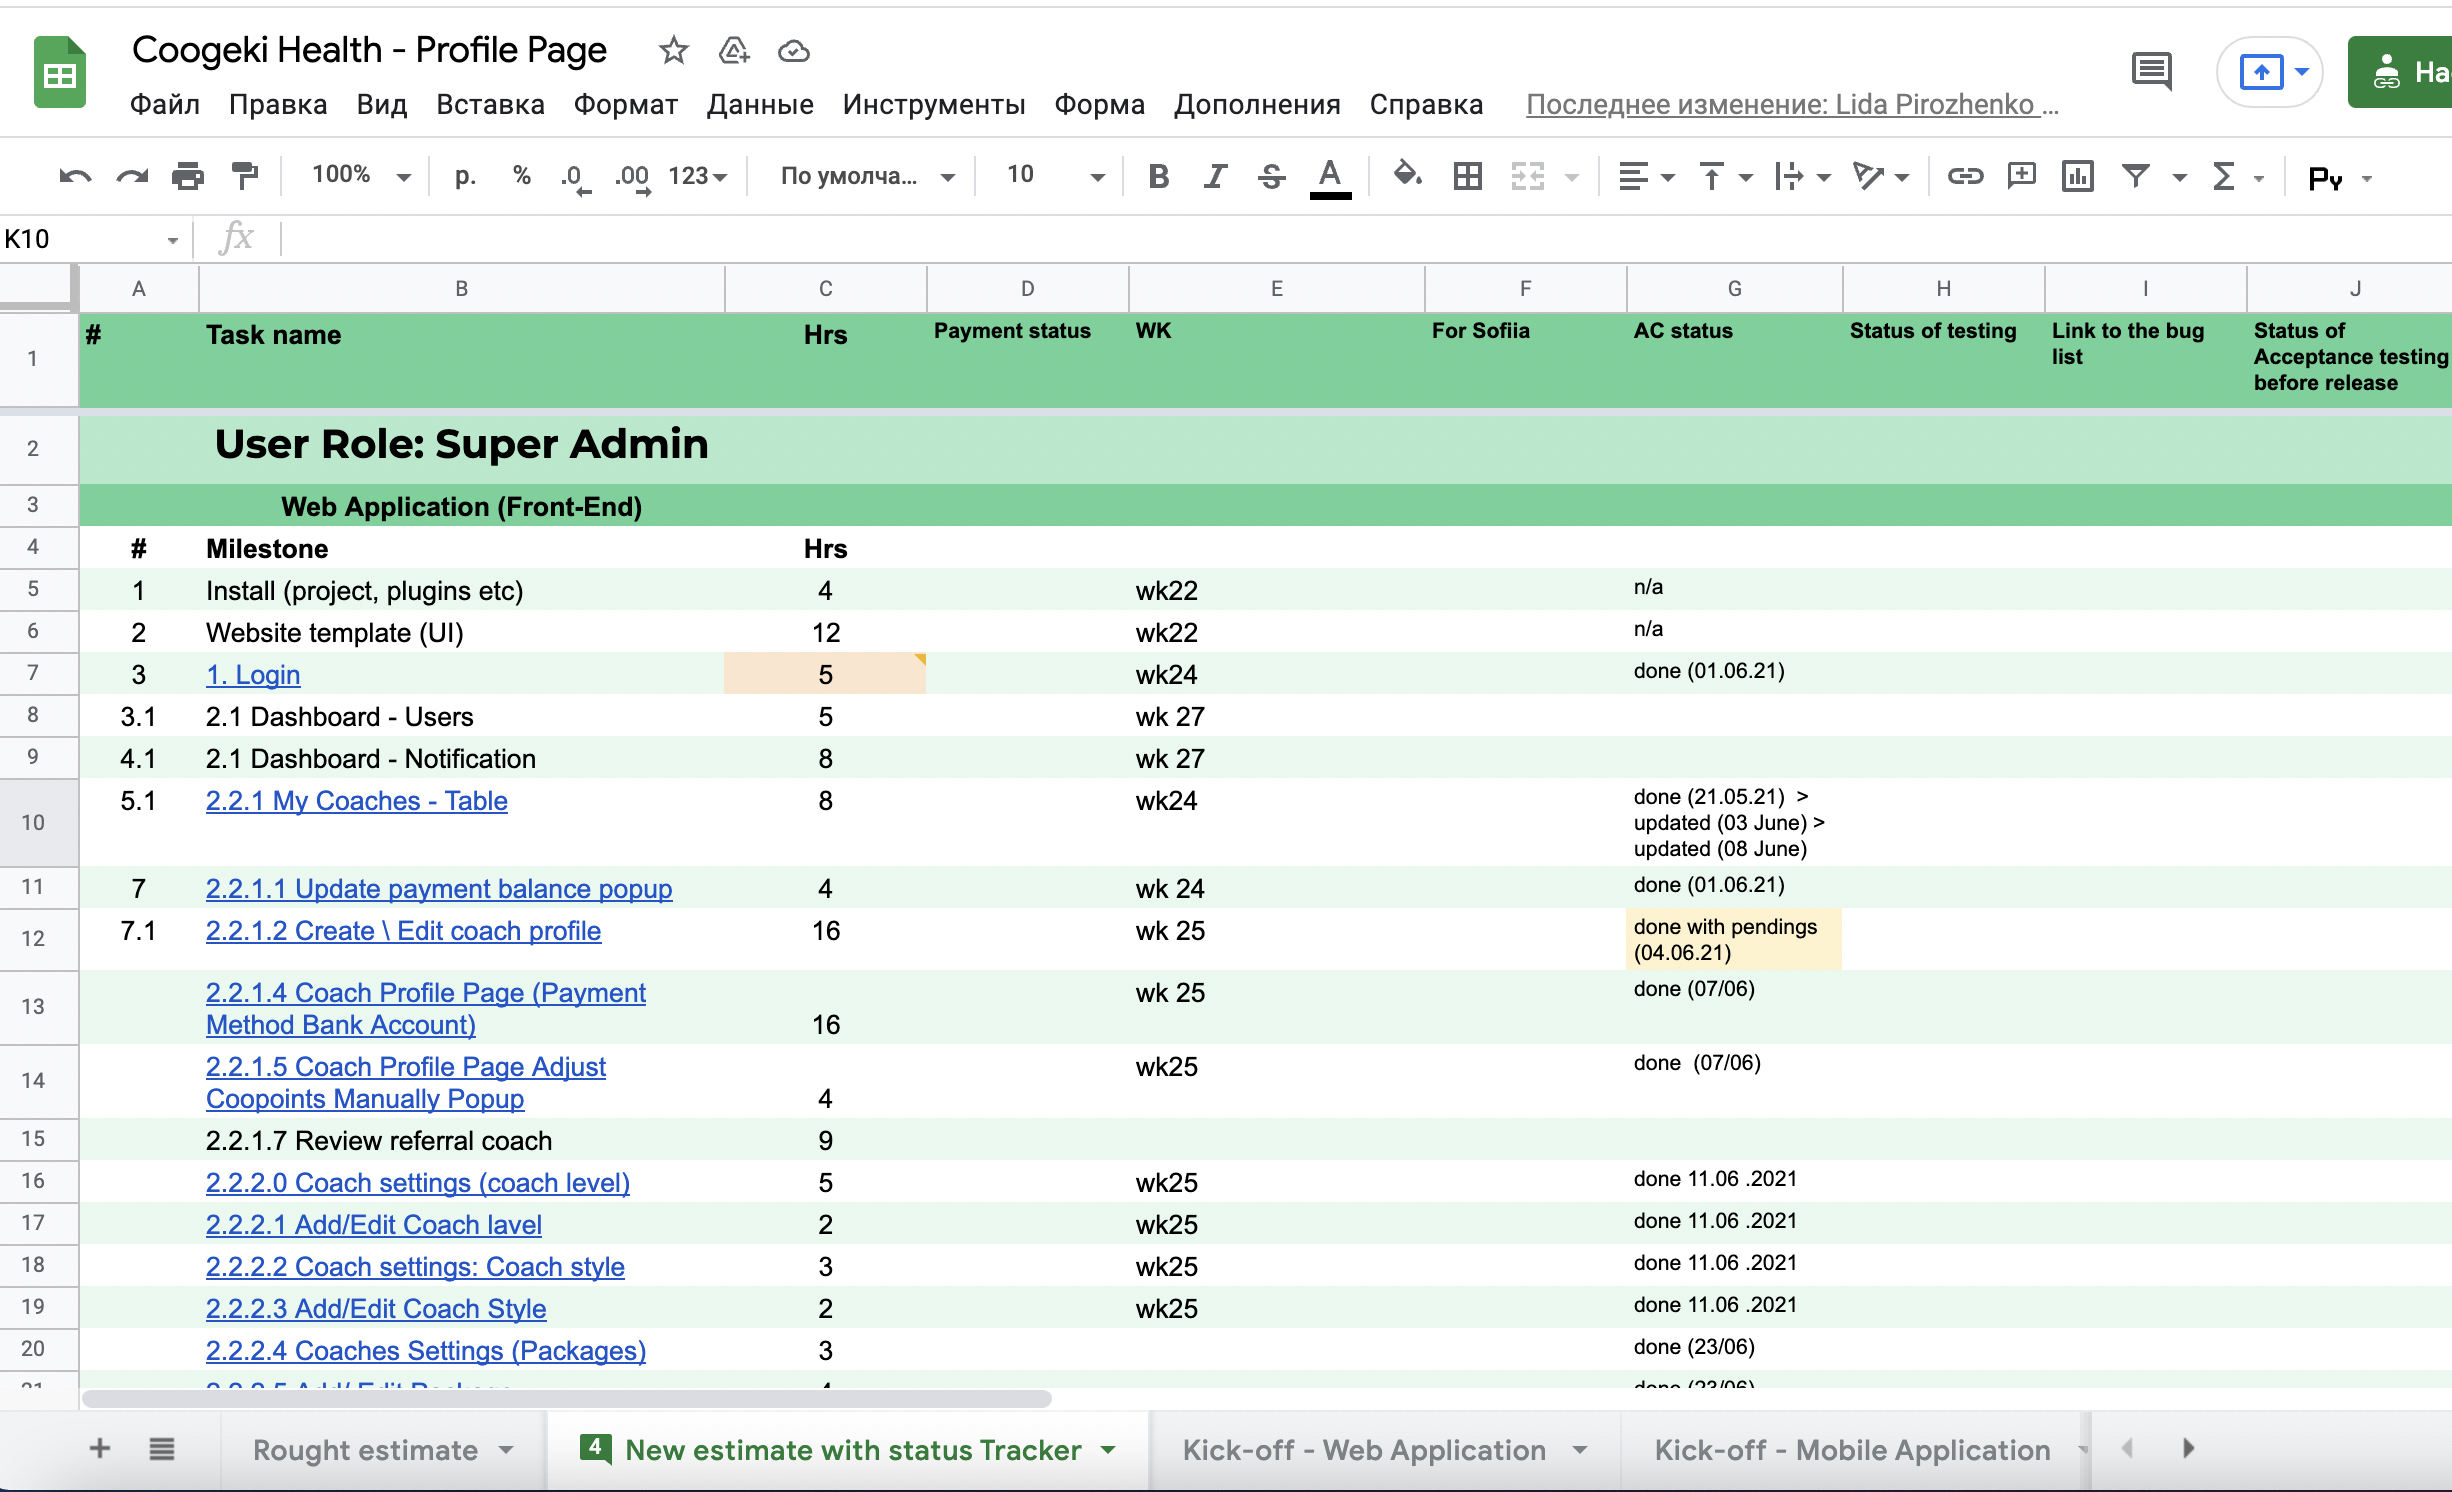 Coogeki Health - Profile Page
Файл Правка Вид Вставка Формат Данные Инструменты Форма Дополнения Справка Последнее изменение: Lida Pirozhenko ...
100% р. % .0 .00 123 По умолча... 10 B I S A Σ Py
K10 fx
A B C D E F G H I J
1 # Task name Hrs Payment status WK For Sofiia AC status Status of testing Link to the bug list Status of Acceptance testing before release
2 User Role: Super Admin
3 Web Application (Front-End)
4 # Milestone Hrs
5 1 Install (project, plugins etc) 4 wk22 n/a
6 2 Website template (UI) 12 wk22 n/a
7 3 1. Login 5 wk24 done (01.06.21)
8 3.1 2.1 Dashboard - Users 5 wk 27
9 4.1 2.1 Dashboard - Notification 8 wk 27
10 5.1 2.2.1 My Coaches - Table 8 wk24 done (21.05.21) > updated (03 June) > updated (08 June)
11 7 2.2.1.1 Update payment balance popup 4 wk 24 done (01.06.21)
12 7.1 2.2.1.2 Create \ Edit coach profile 16 wk 25 done with pendings (04.06.21)
13 2.2.1.4 Coach Profile Page (Payment Method Bank Account) 16 wk 25 done (07/06)
14 2.2.1.5 Coach Profile Page Adjust Coopoints Manually Popup 4 wk25 done (07/06)
15 2.2.1.7 Review referral coach 9
16 2.2.2.0 Coach settings (coach level) 5 wk25 done 11.06 .2021
17 2.2.2.1 Add/Edit Coach lavel 2 wk25 done 11.06 .2021
18 2.2.2.2 Coach settings: Coach style 3 wk25 done 11.06 .2021
19 2.2.2.3 Add/Edit Coach Style 2 wk25 done 11.06 .2021
20 2.2.2.4 Coaches Settings (Packages) 3 done (23/06)
Rought estimate 4 New estimate with status Tracker Kick-off - Web Application Kick-off - Mobile Application